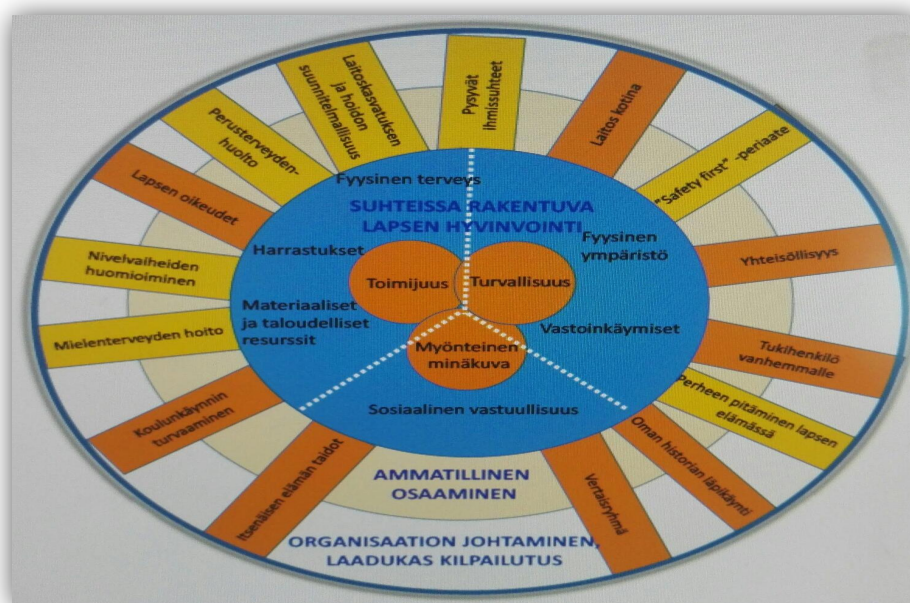 Pysyvät
ihmissuhteet
Laitos kotina
"Safety first" -periaate
Yhteisöllisyys
Tukihenkilö
vanhemmalle
Perheen pitäminen lapsen
elämässä
Oman historian läpikäynti
Vertaisryhmä
Itsenäisen elämän taidot
Koulunkäynnin
turvaaminen
Mielenterveyden hoito
Nivelvaiheiden
huomioiminen
Lapsen oikeudet
Perusterveyden-
huolto
Laitoskasvatuksen
ja hoidon
suunnitelmallisuus
Fyysinen terveys
SUHTEISSA RAKENTUVA
LAPSEN HYVINVOINTI
Harrastukset
Fyysinen
ympäristö
Toimijuus
Turvallisuus
Materiaaliset
ja taloudelliset
resurssit
Vastoinkäymiset
Myönteinen
minäkuva
Sosiaalinen vastuullisuus
AMMATILLINEN
OSAAMINEN
ORGANISAATION JOHTAMINEN,
LAADUKAS KILPAILUTUS